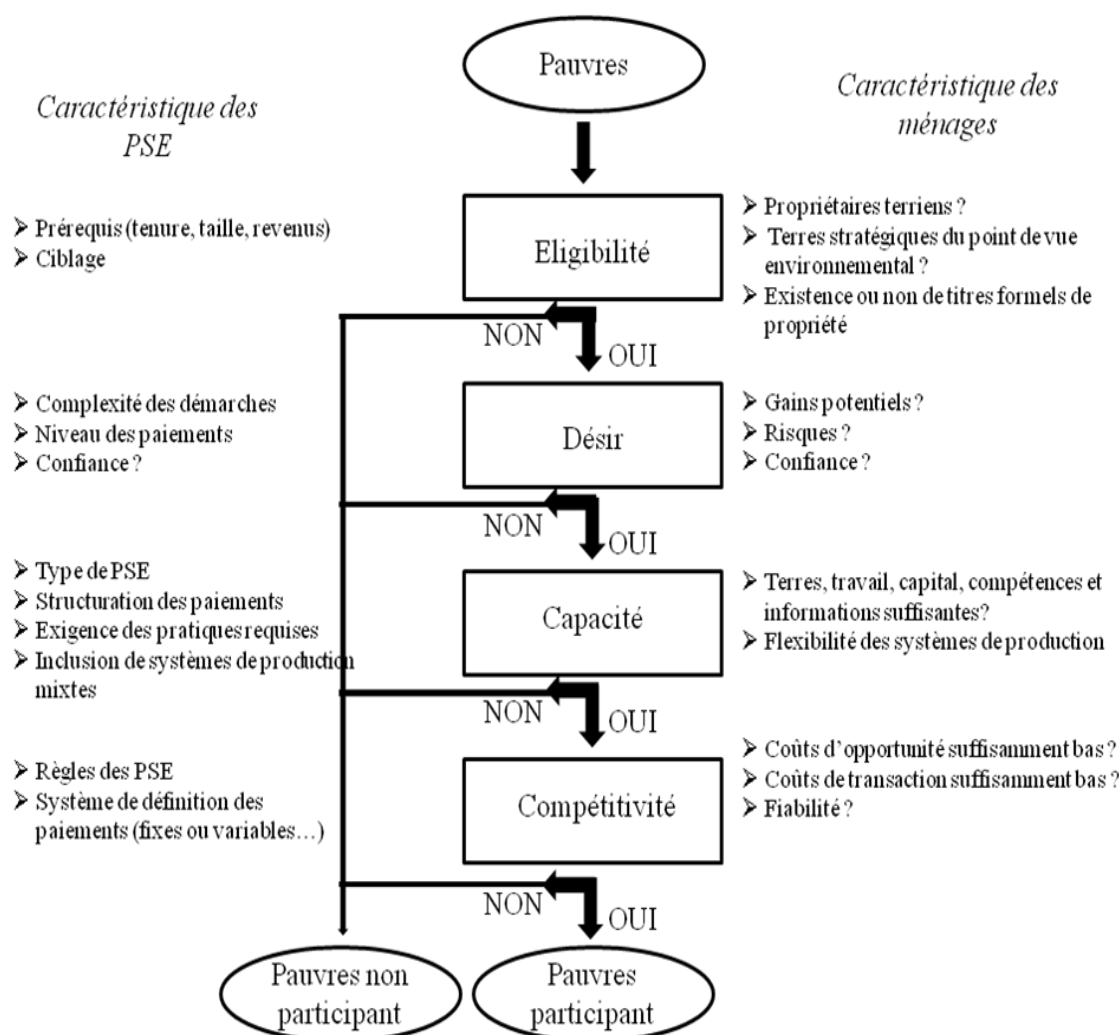 Pauvres
Caractéristique des
PSE
Caractéristique des
ménages
➢ Prérequis (tenure, taille, revenus)
➢ Ciblage
Eligibilité
➢ Propriétaires terriens ?
➢ Terres stratégiques du point de vue
environnemental ?
➢ Existence ou non de titres formels de
propriété
NON
OUI
➢ Complexité des démarches
➢ Niveau des paiements
➢ Confiance ?
Désir
➢ Gains potentiels ?
➢ Risques ?
➢ Confiance ?
NON
OUI
➢ Type de PSE
➢ Structuration des paiements
➢ Exigence des pratiques requises
➢ Inclusion de systèmes de production
mixtes
Capacité
➢ Terres, travail, capital, compétences et
informations suffisantes?
➢ Flexibilité des systèmes de production
NON
OUI
➢ Règles des PSE
➢ Système de définition des
paiements (fixes ou variables…)
Compétitivité
➢ Coûts d’opportunité suffisamment bas ?
➢ Coûts de transaction suffisamment bas ?
➢ Fiabilité ?
NON
OUI
Pauvres non
participant
Pauvres
participant